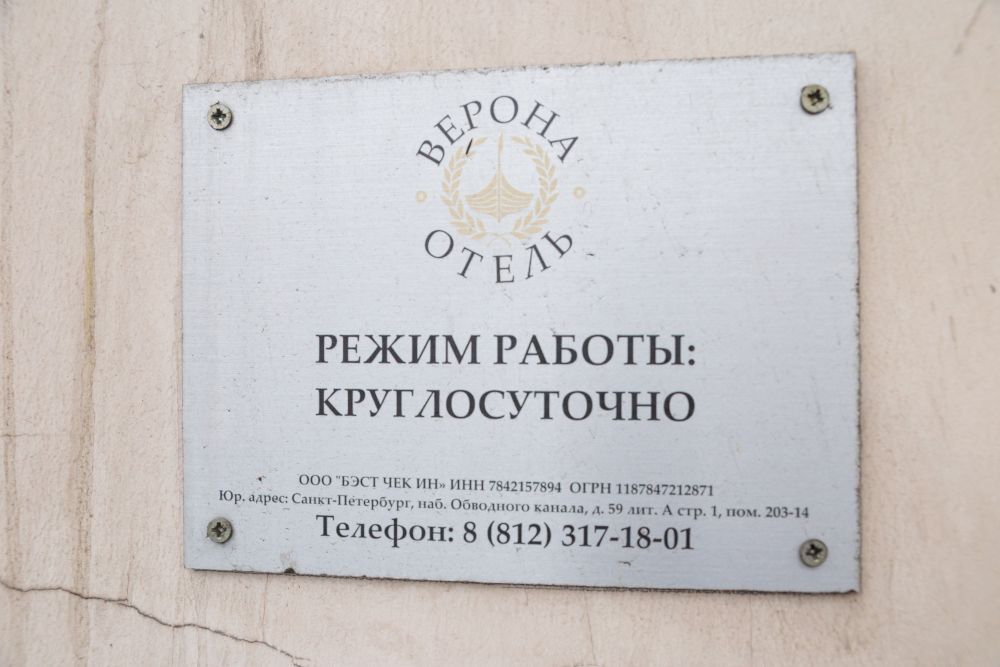 ВЕРОНА
ОТЕЛЬ
РЕЖИМ РАБОТЫ:
КРУГЛОСУТОЧНО
ООО "БЭСТ ЧЕК ИН» ИНН 7842157894 ОГРН 1187847212871
Юр. адрес: Санкт-Петербург, наб. Обводного канала, д. 59 лит. А стр. 1, пом. 203-14
Телефон: 8 (812) 317-18-01